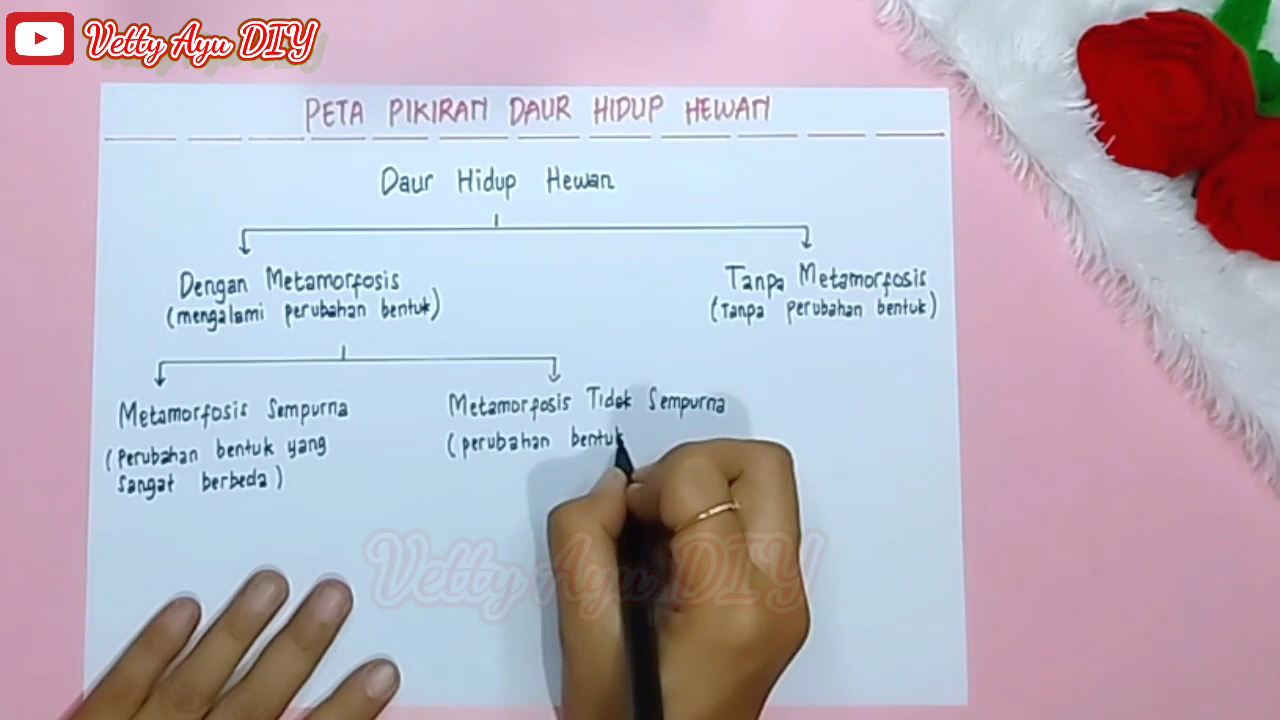 Vetty Ayu DIY
PETA PIKIRAN DAUR HIDUP HEWAN
Daur Hidup Hewan
Dengan Metamorfosis
(mengalami perubahan bentuk)
Tanpa Metamorfosis
(Tanpa perubahan bentuk)
Metamorfosis Sempurna
(Perubahan bentuk yang
Sangat berbeda)
Metamorfosis Tidak Sempurna
(perubahan bentuk
Vetty Ayu DIY